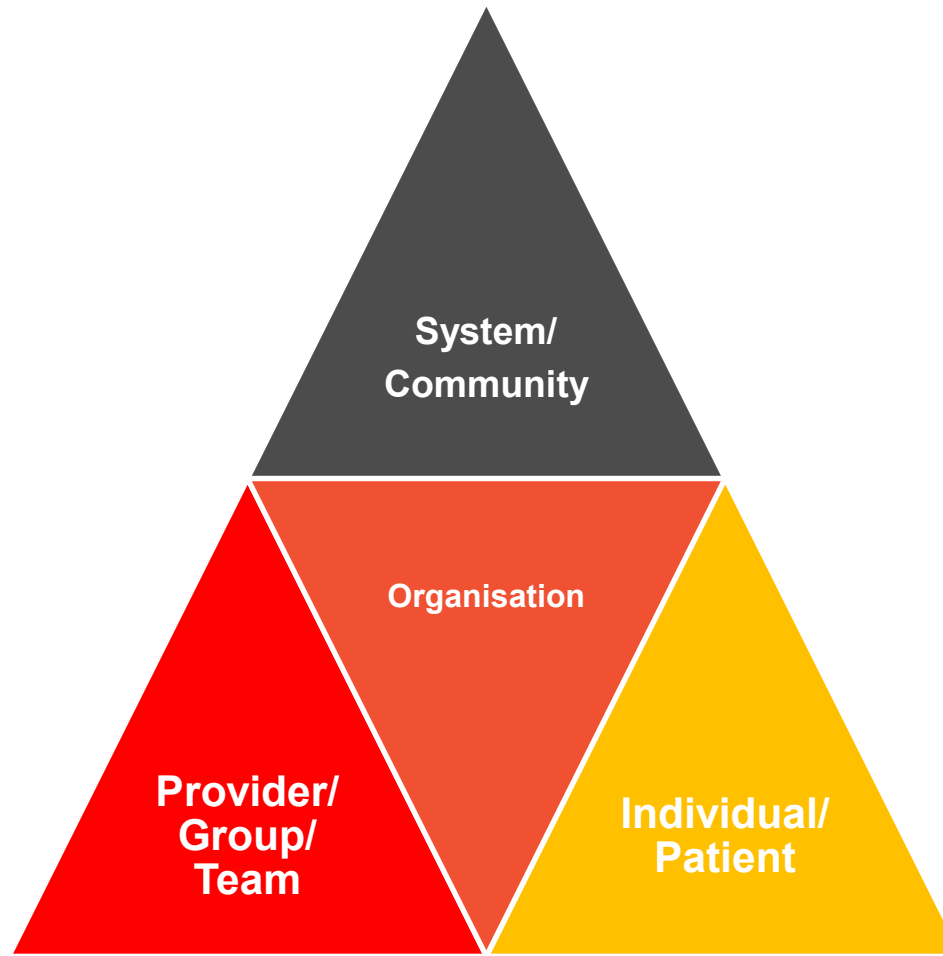 System/
Community
Organisation
Provider/
Group/
Team
Individual/
Patient